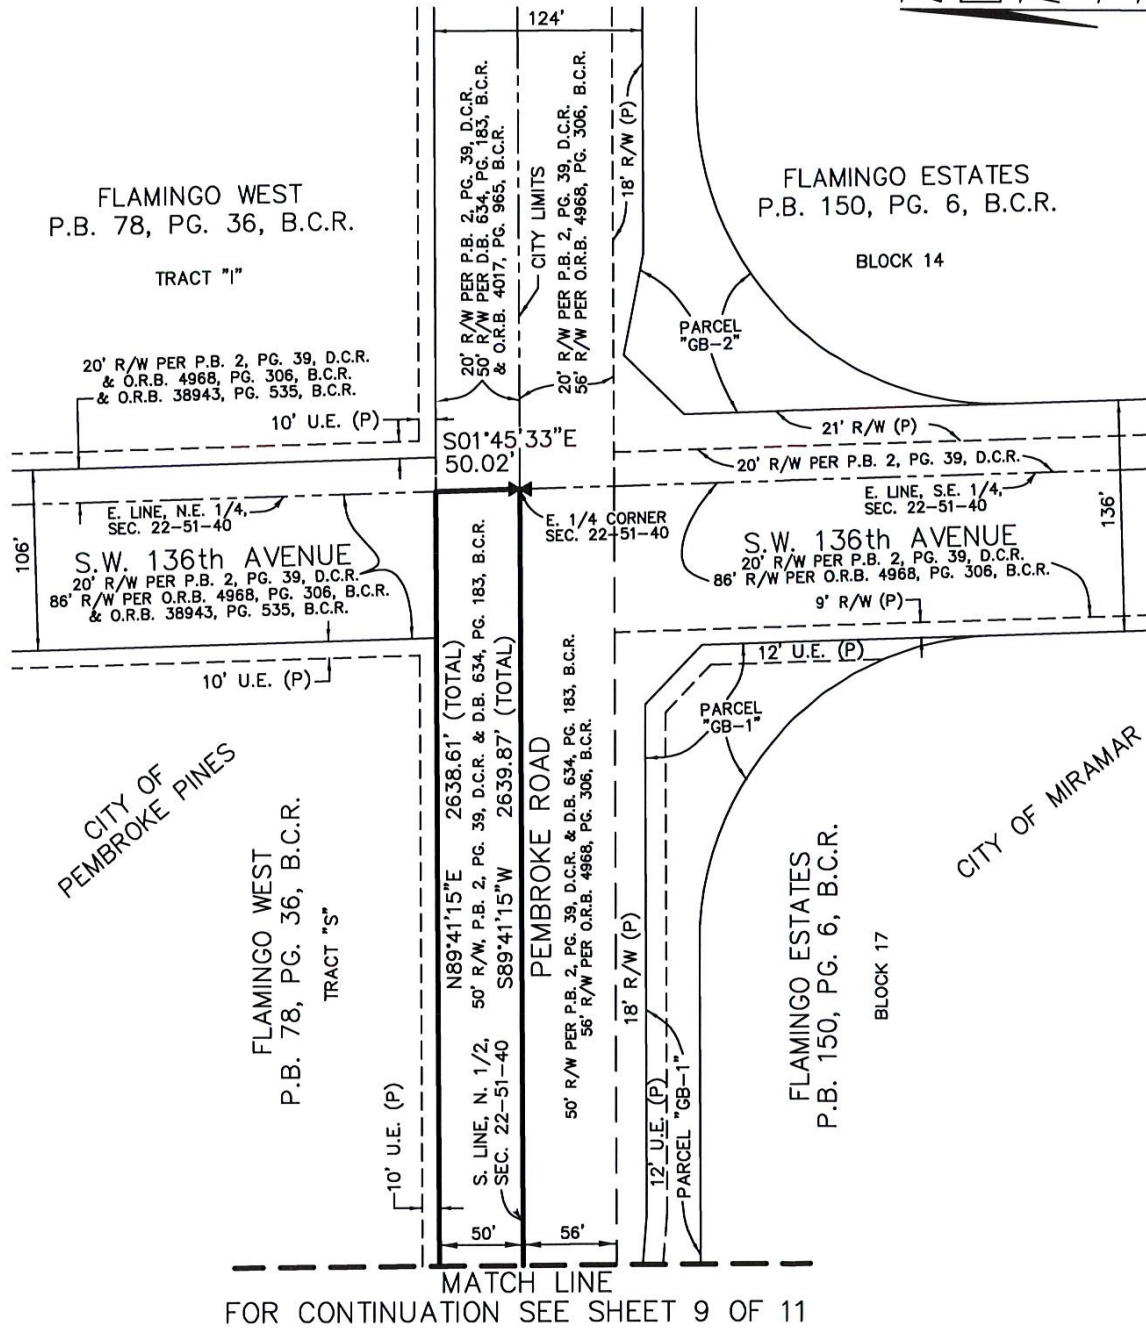 124'
20' R/W PER P.B. 2, PG. 39, D.C.R.
50' R/W PER D.B. 634, PG. 183, B.C.R.
& O.R.B. 4017, PG. 965, B.C.R.
CITY LIMITS
20' R/W PER P.B. 2, PG. 39, D.C.R.
56' R/W PER O.R.B. 4968, PG. 306, B.C.R.
18' R/W (P)
FLAMINGO WEST
P.B. 78, PG. 36, B.C.R.
TRACT "I"
FLAMINGO ESTATES
P.B. 150, PG. 6, B.C.R.
BLOCK 14
PARCEL
"GB-2"
20' R/W PER P.B. 2, PG. 39, D.C.R.
& O.R.B. 4968, PG. 306, B.C.R.
& O.R.B. 38943, PG. 535, B.C.R.
10' U.E. (P)
S01°45'33"E
50.02'
21' R/W (P)
20' R/W PER P.B. 2, PG. 39, D.C.R.
E. LINE, N.E. 1/4,
SEC. 22-51-40
E. 1/4 CORNER
SEC. 22-51-40
E. LINE, S.E. 1/4,
SEC. 22-51-40
106'
136'
S.W. 136th AVENUE
20' R/W PER P.B. 2, PG. 39, D.C.R.
86' R/W PER O.R.B. 4968, PG. 306, B.C.R.
& O.R.B. 38943, PG. 535, B.C.R.
S.W. 136th AVENUE
20' R/W PER P.B. 2, PG. 39, D.C.R.
86' R/W PER O.R.B. 4968, PG. 306, B.C.R.
9' R/W (P)
10' U.E. (P)
12' U.E. (P)
PARCEL
"GB-1"
CITY OF
PEMBROKE PINES
CITY OF MIRAMAR
FLAMINGO WEST
P.B. 78, PG. 36, B.C.R.
TRACT "S"
N89°41'15"E 2638.61' (TOTAL)
50' R/W, P.B. 2, PG. 39, D.C.R. & D.B. 634, PG. 183, B.C.R.
S89°41'15"W 2639.87' (TOTAL)
PEMBROKE ROAD
50' R/W PER P.B. 2, PG. 39, D.C.R. & D.B. 634, PG. 183, B.C.R.
56' R/W PER O.R.B. 4968, PG. 306, B.C.R.
18' R/W (P)
FLAMINGO ESTATES
P.B. 150, PG. 6, B.C.R.
BLOCK 17
10' U.E. (P)
S. LINE, N. 1/2,
SEC. 22-51-40
12' U.E. (P)
PARCEL "GB-1"
50'
56'
MATCH LINE
FOR CONTINUATION SEE SHEET 9 OF 11